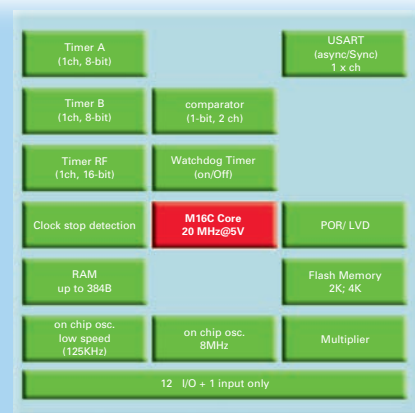 Timer A
(1ch, 8-bit)
USART
(async/Sync)
1 x ch
Timer B
(1ch, 8-bit)
comparator
(1-bit, 2 ch)
Timer RF
(1ch, 16-bit)
Watchdog Timer
(on/Off)
Clock stop detection
M16C Core
20 MHz@5V
POR/ LVD
RAM
up to 384B
Flash Memory
2K; 4K
on chip osc.
low speed
(125KHz)
on chip osc.
8MHz
Multiplier
12 I/O + 1 input only